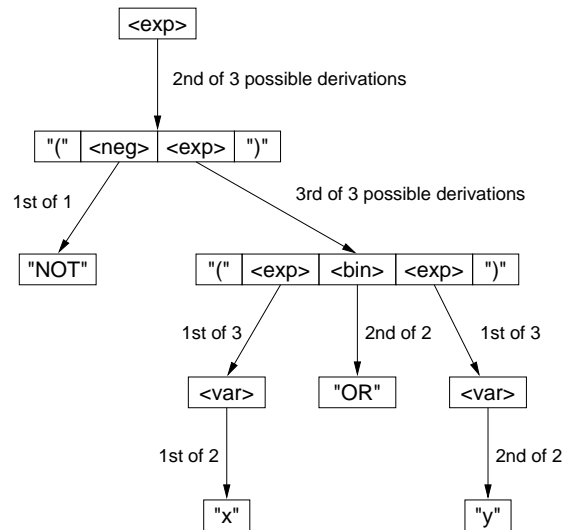 <exp>
2nd of 3 possible derivations
"(" <neg> <exp> ")"
1st of 1
3rd of 3 possible derivations
"NOT"
"(" <exp> <bin> <exp> ")"
1st of 3
2nd of 2
1st of 3
<var>
"OR"
<var>
1st of 2
2nd of 2
"x"
"y"